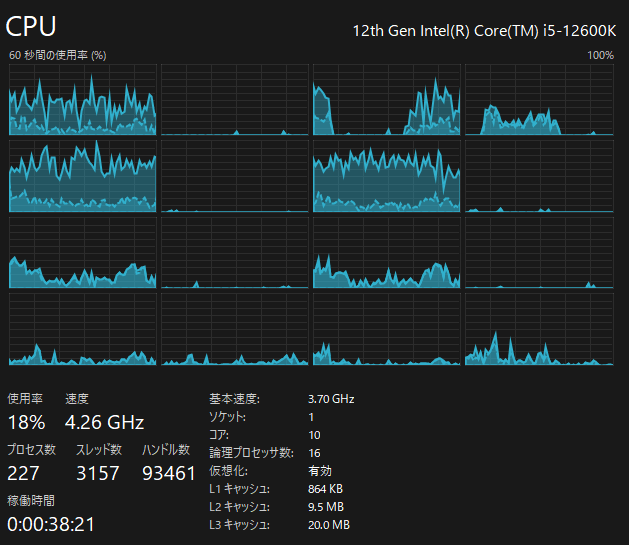 CPU
12th Gen Intel(R) Core(TM) i5-12600K
60 秒間の使用率 (%)
100%
使用率
速度
18%
4.26 GHz
プロセス数
スレッド数
ハンドル数
227
3157
93461
稼働時間
0:00:38:21
基本速度:
3.70 GHz
ソケット:
1
コア:
10
論理プロセッサ数:
16
仮想化:
有効
L1 キャッシュ:
864 KB
L2 キャッシュ:
9.5 MB
L3 キャッシュ:
20.0 MB